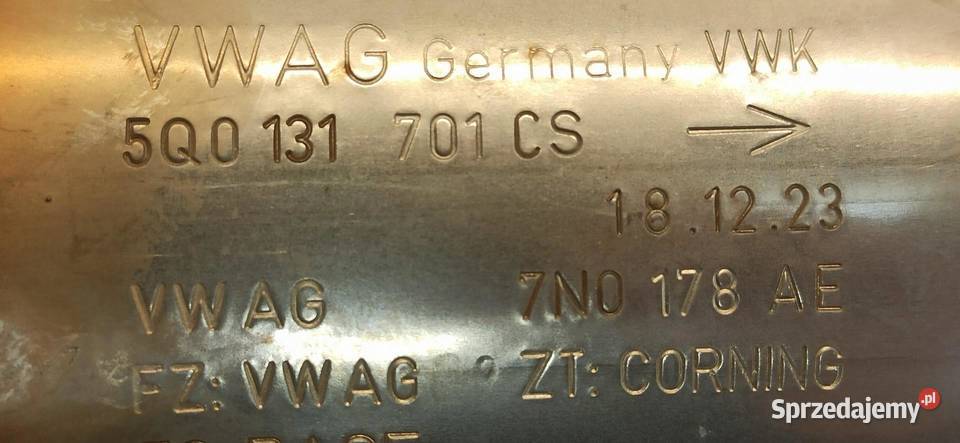 VWAG Germany VWK
5Q0 131 701 CS →
18.12.23
VWAG 7N0 178 AE
FZ: VWAG ZT: CORNING
Sprzedajemy.pl